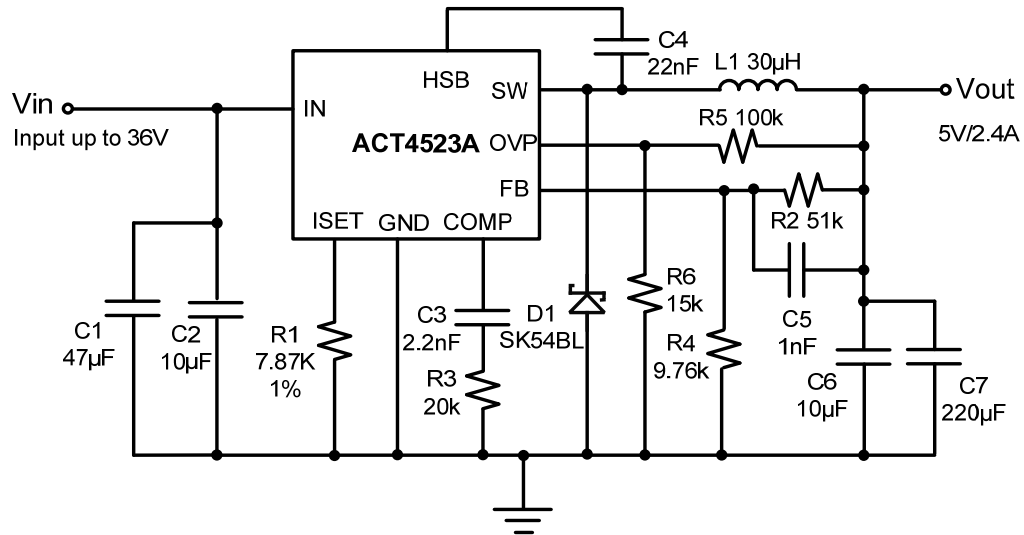 C4
22nF
L1 30µH
HSB
SW
Vin
IN
Vout
Input up to 36V
R5 100k
5V/2.4A
ACT4523A
OVP
FB
R2 51k
ISET
GND
COMP
R6
15k
C1
47µF
C2
10µF
R1
7.87K
1%
C3
2.2nF
D1
SK54BL
R3
20k
R4
9.76k
C5
1nF
C6
10µF
C7
220µF